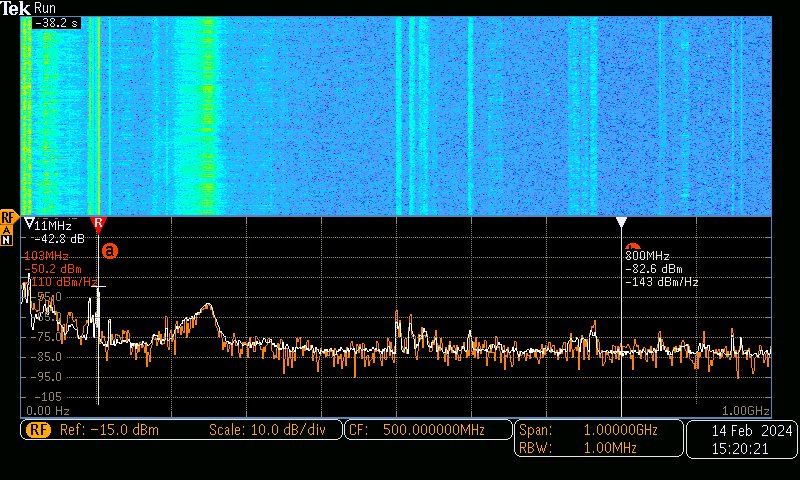 Tek Run
-38.2 s
RF
A
N
R
11MHz
-42.8 dB
a
103MHz
-50.2 dBm
-110 dBm/Hz
800MHz
-82.6 dBm
-143 dBm/Hz
-75.0
-85.0
-95.0
-105
0.00 Hz
1.00GHz
RF Ref: -15.0 dBm Scale: 10.0 dB/div
CF: 500.000000MHz
Span: 1.00000GHz
RBW: 1.00MHz
14 Feb 2024
15:20:21